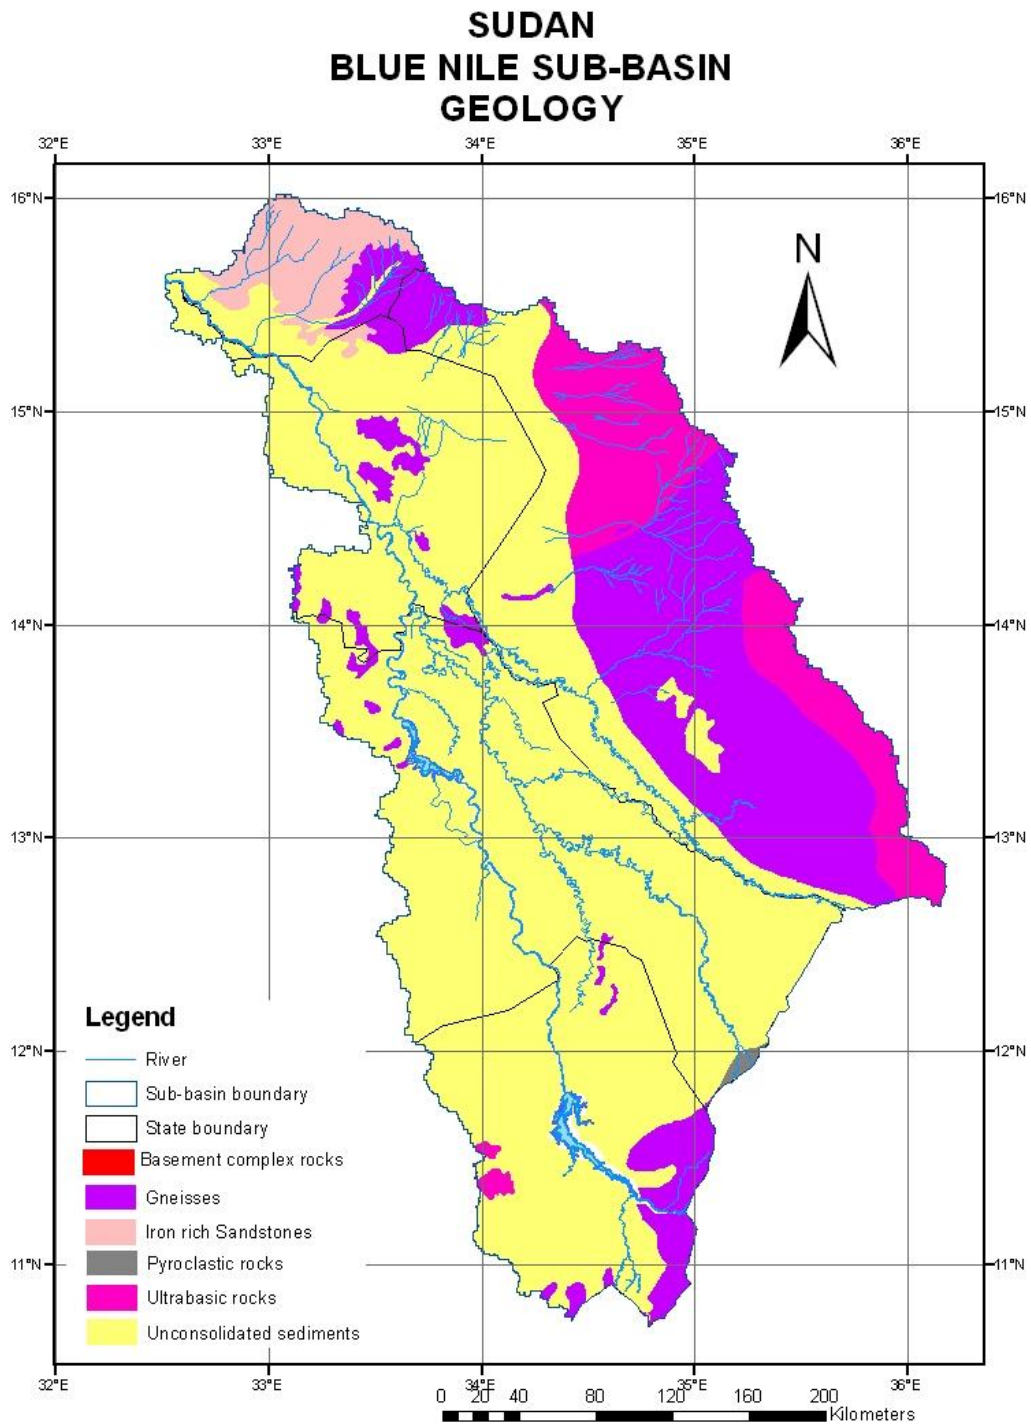 SUDAN
BLUE NILE SUB-BASIN
GEOLOGY
32°E 33°E 34°E 35°E 36°E
16°N 16°N
N
15°N 15°N
14°N 14°N
13°N 13°N
Legend
12°N 12°N
River
Sub-basin boundary
State boundary
Basement complex rocks
Gneisses
Iron rich Sandstones
11°N 11°N
Pyroclastic rocks
Ultrabasic rocks
Unconsolidated sediments
32°E 33°E 34°E 35°E 36°E
0 20 40 80 120 160 200
Kilometers